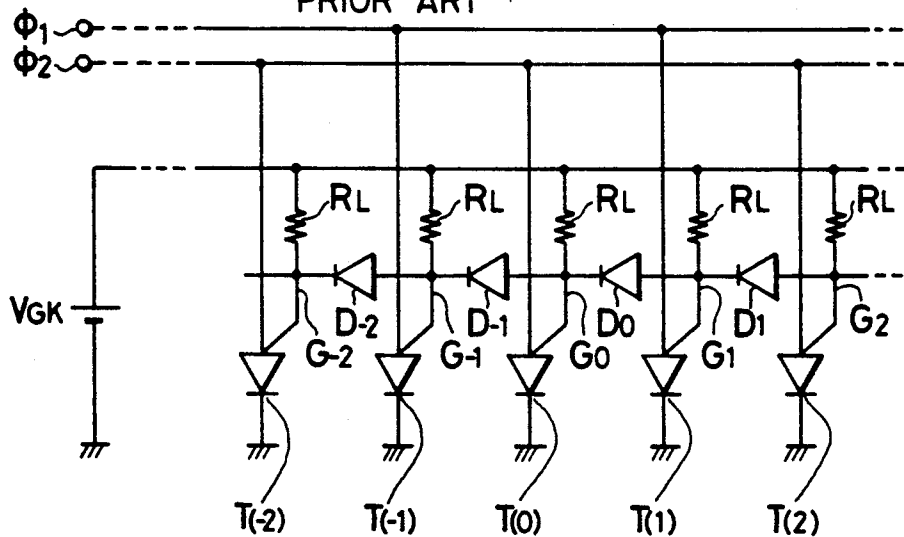 PRIOR ART
Φ1
Φ2
RL RL RL RL RL
VGK
D-2 D-1 D0 D1
G-2 G-1 G0 G1 G2
T(-2) T(-1) T(0) T(1) T(2)